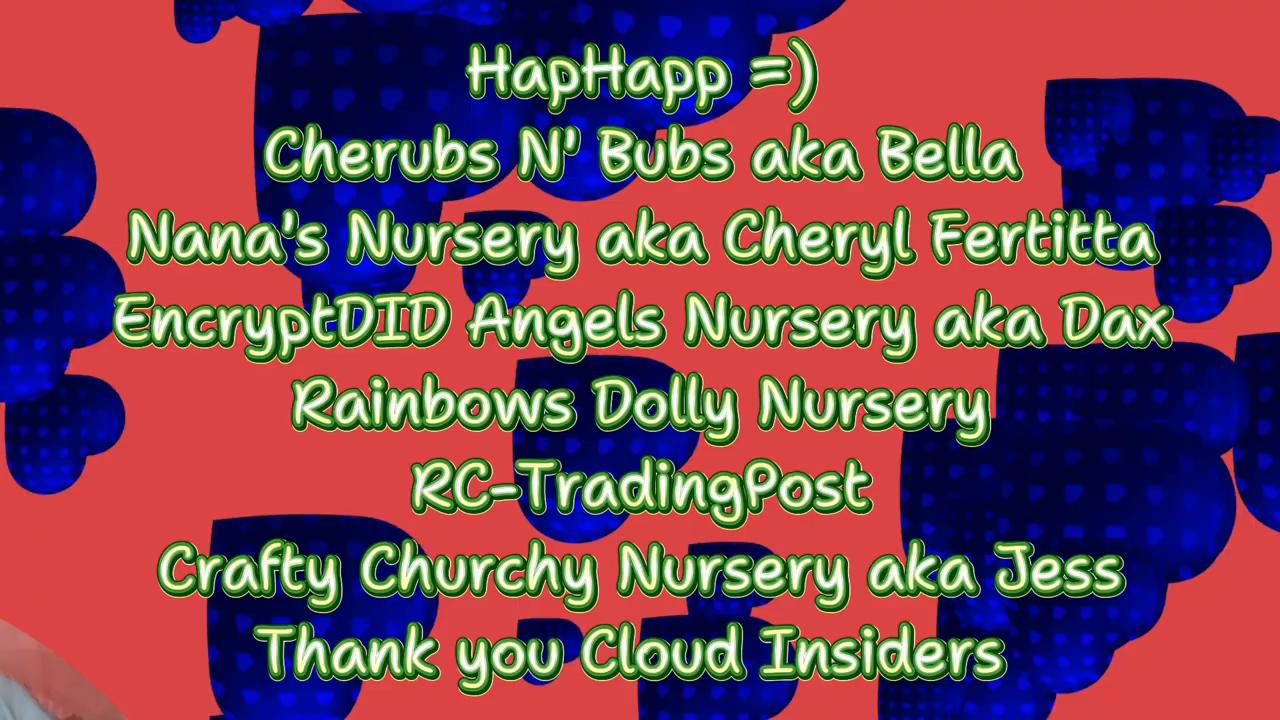 HapHapp =)
Cherubs N' Bubs aka Bella
Nana's Nursery aka Cheryl Fertitta
EncryptDID Angels Nursery aka Dax
Rainbows Dolly Nursery
RC-TradingPost
Crafty Churchy Nursery aka Jess
Thank you Cloud Insiders